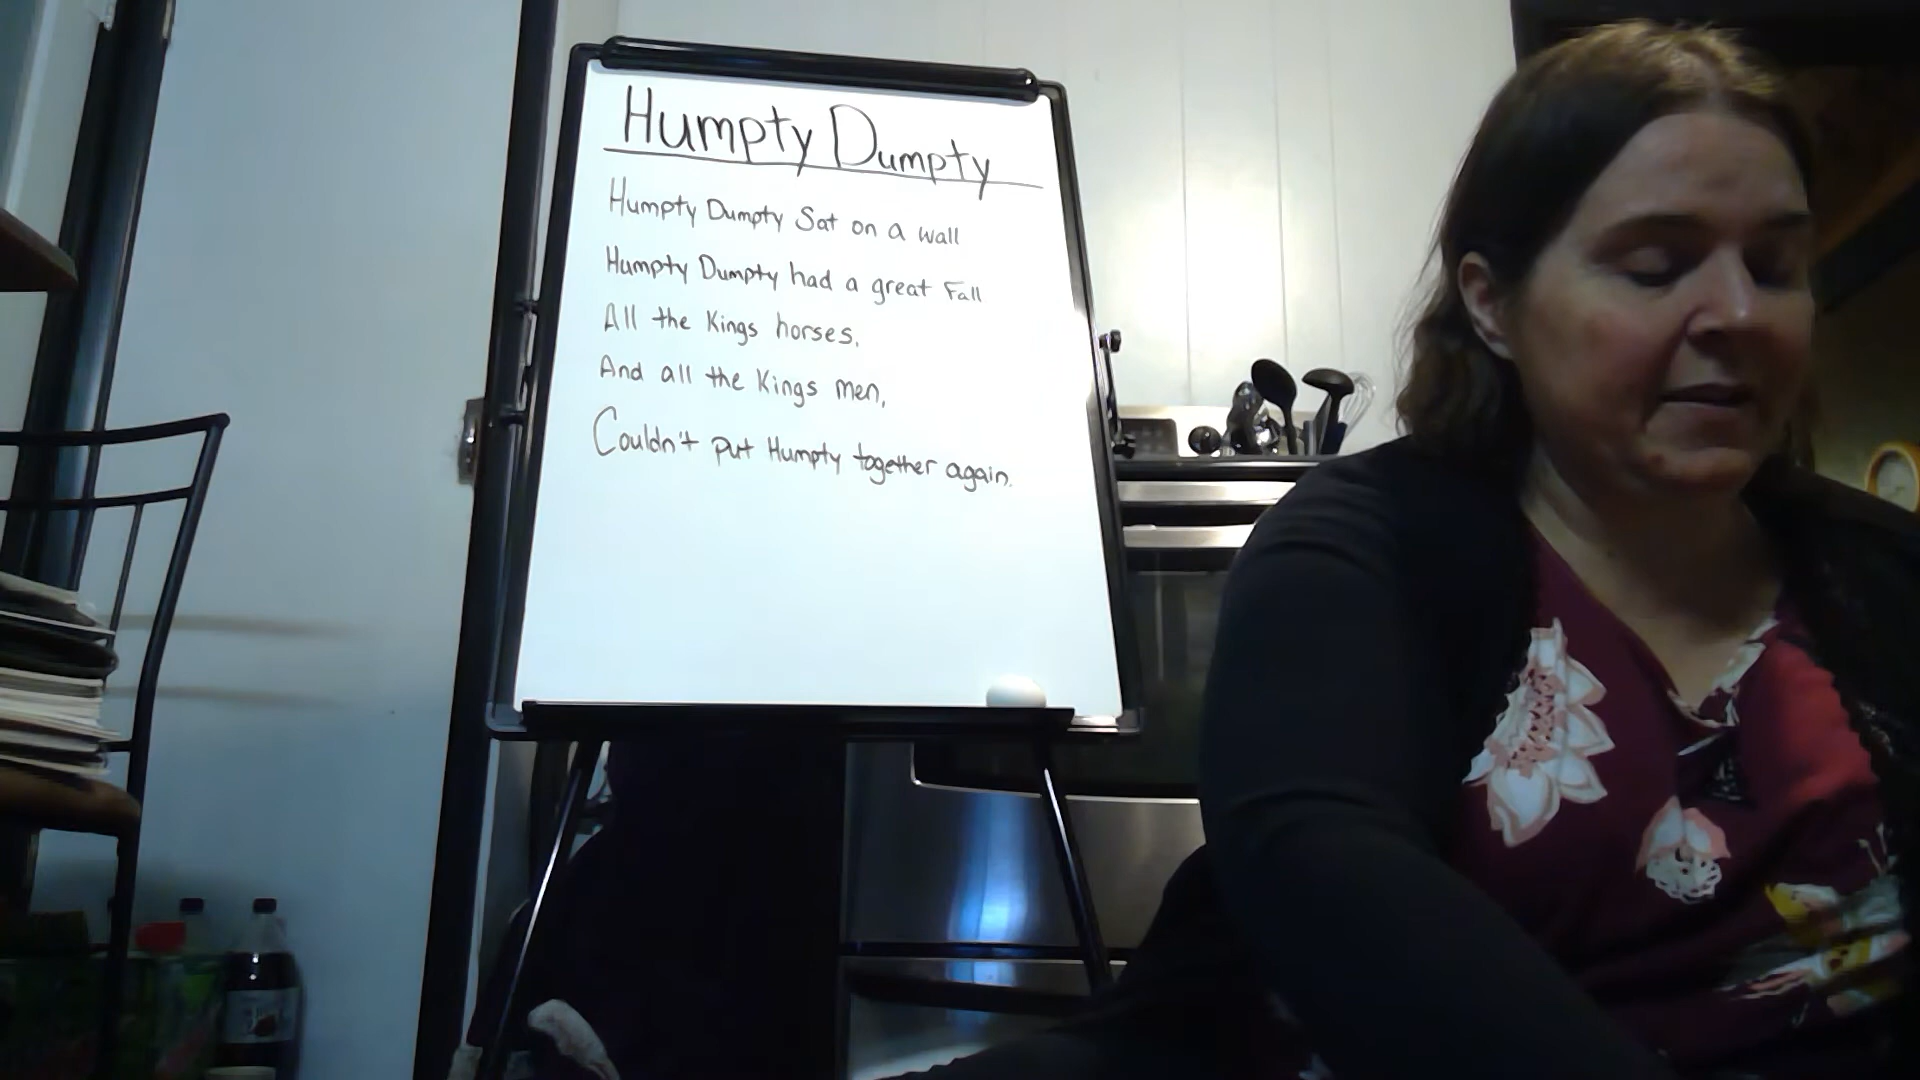 Humpty Dumpty
Humpty Dumpty Sat on a wall
Humpty Dumpty had a great Fall
All the Kings horses,
And all the Kings men,
Couldn't put Humpty together again.